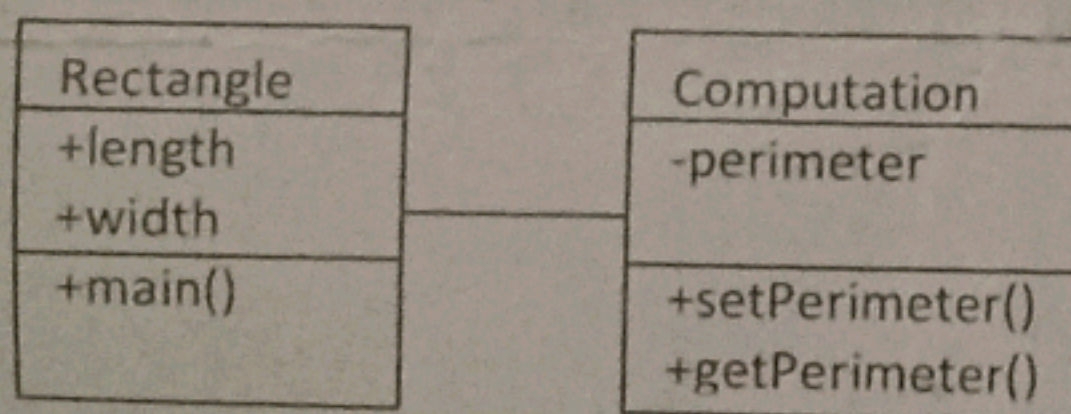 Rectangle
+length
+width
+main()
Computation
-perimeter
+setPerimeter()
+getPerimeter()